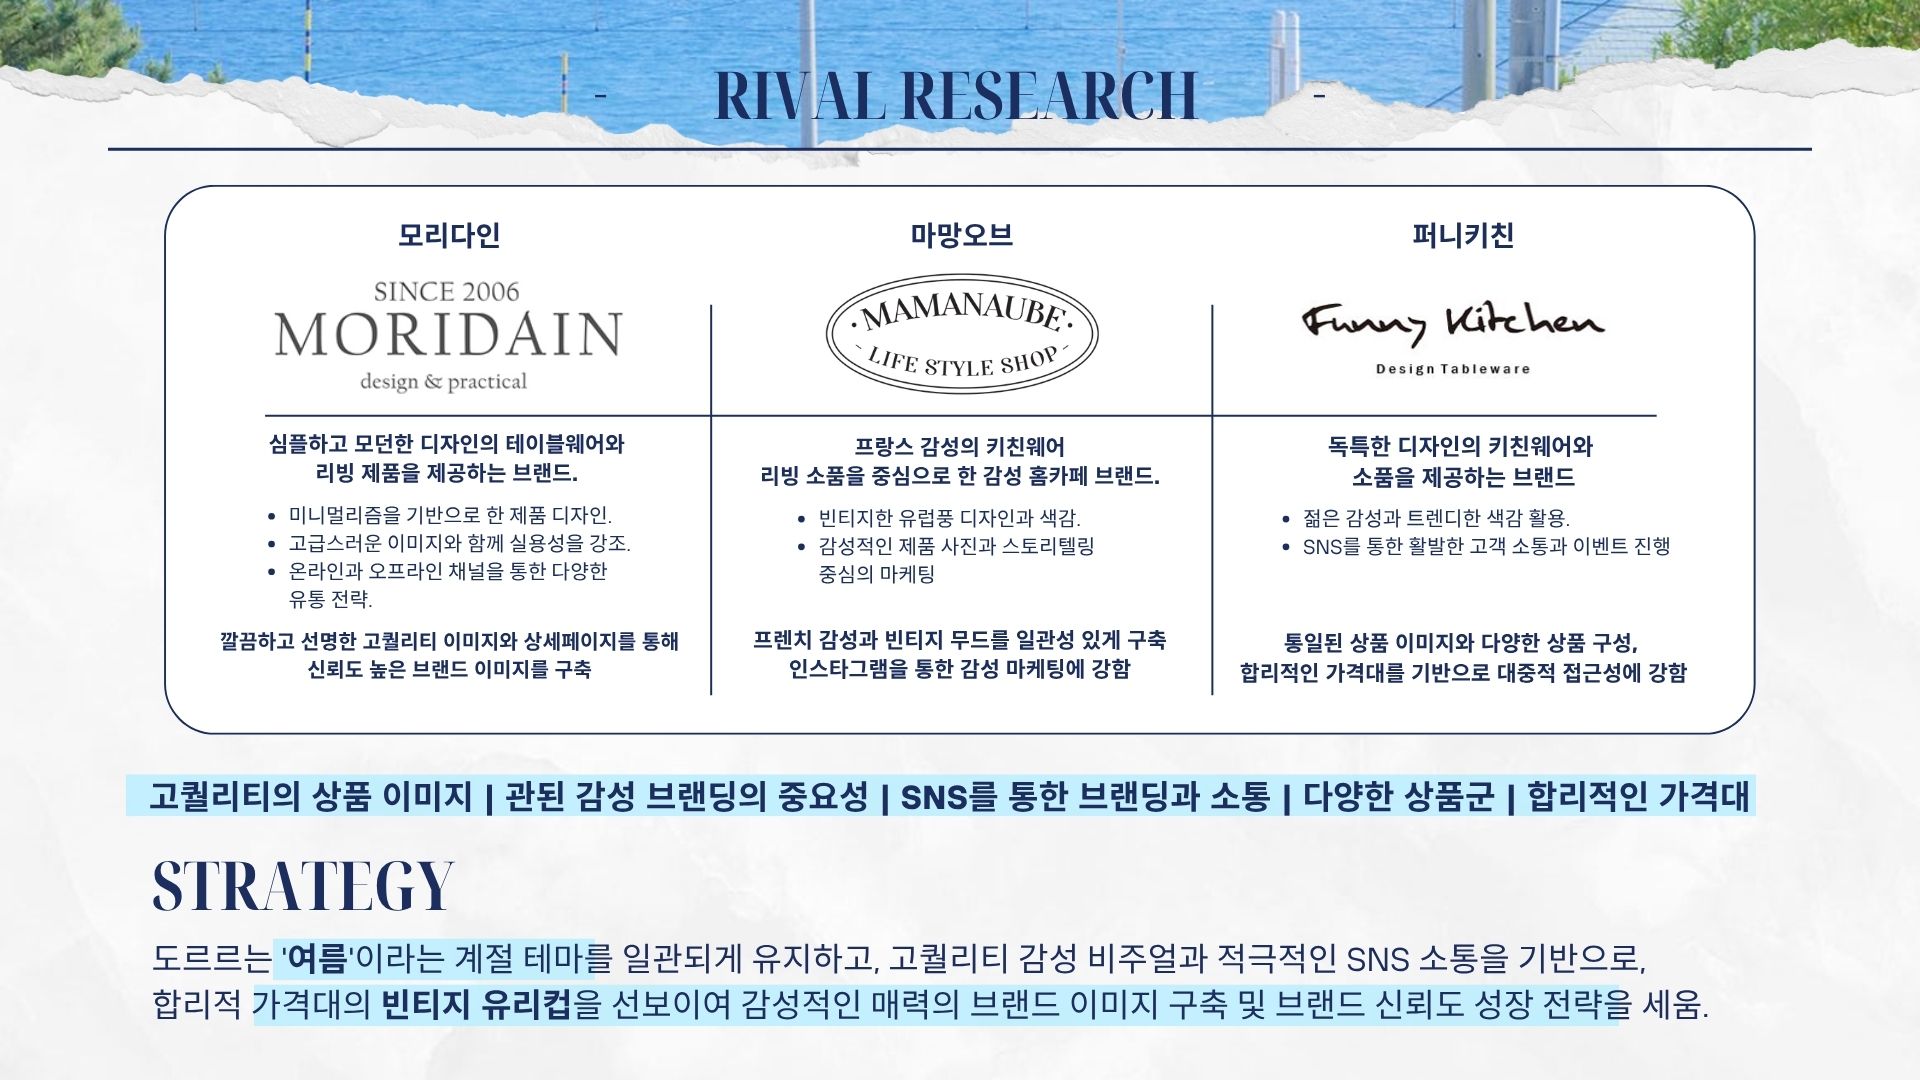 - RIVAL RESEARCH -
모리다인
SINCE 2006
MORIDAIN
design & practical
심플하고 모던한 디자인의 테이블웨어와
리빙 제품을 제공하는 브랜드.
• 미니멀리즘을 기반으로 한 제품 디자인.
• 고급스러운 이미지와 함께 실용성을 강조.
• 온라인과 오프라인 채널을 통한 다양한
유통 전략.
깔끔하고 선명한 고퀄리티 이미지와 상세페이지를 통해
신뢰도 높은 브랜드 이미지를 구축
마망오브
·MAMANAUBE·
- LIFE STYLE SHOP -
프랑스 감성의 키친웨어
리빙 소품을 중심으로 한 감성 홈카페 브랜드.
• 빈티지한 유럽풍 디자인과 색감.
• 감성적인 제품 사진과 스토리텔링
중심의 마케팅
프렌치 감성과 빈티지 무드를 일관성 있게 구축
인스타그램을 통한 감성 마케팅에 강함
퍼니키친
Funny Kitchen
Design Tableware
독특한 디자인의 키친웨어와
소품을 제공하는 브랜드
• 젊은 감성과 트렌디한 색감 활용.
• SNS를 통한 활발한 고객 소통과 이벤트 진행
통일된 상품 이미지와 다양한 상품 구성,
합리적인 가격대를 기반으로 대중적 접근성에 강함
고퀄리티의 상품 이미지 | 관된 감성 브랜딩의 중요성 | SNS를 통한 브랜딩과 소통 | 다양한 상품군 | 합리적인 가격대
STRATEGY
도르르는 '여름'이라는 계절 테마를 일관되게 유지하고, 고퀄리티 감성 비주얼과 적극적인 SNS 소통을 기반으로,
합리적 가격대의 빈티지 유리컵을 선보이여 감성적인 매력의 브랜드 이미지 구축 및 브랜드 신뢰도 성장 전략을 세움.